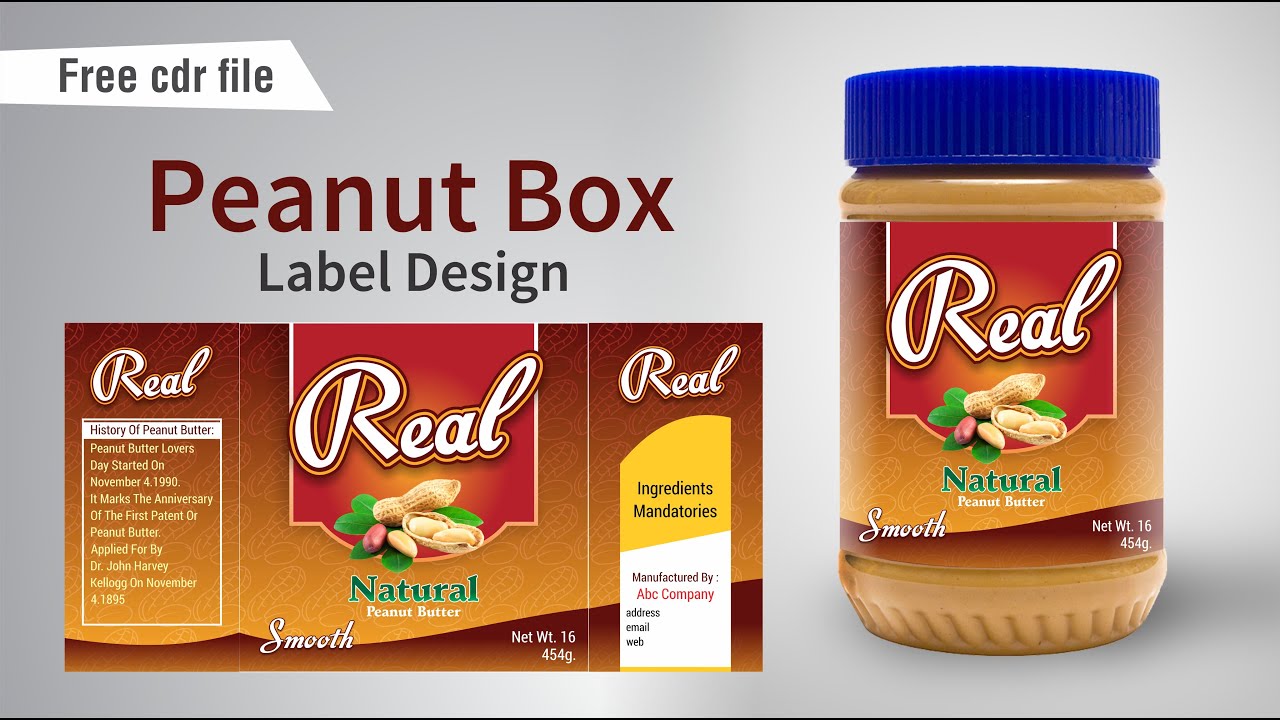 Free cdr file
Peanut Box
Label Design
Real
History Of Peanut Butter:
Peanut Butter Lovers
Day Started On
November 4.1990.
It Marks The Anniversary
Of The First Patent Or
Peanut Butter.
Applied For By
Dr. John Harvey
Kellogg On November
4.1895
Real
Natural
Peanut Butter
Smooth
Net Wt. 16
454g.
Real
Ingredients
Mandatories
Manufactured By :
Abc Company
address
email
web
Real
Natural
Peanut Butter
Smooth
Net Wt. 16
454g.